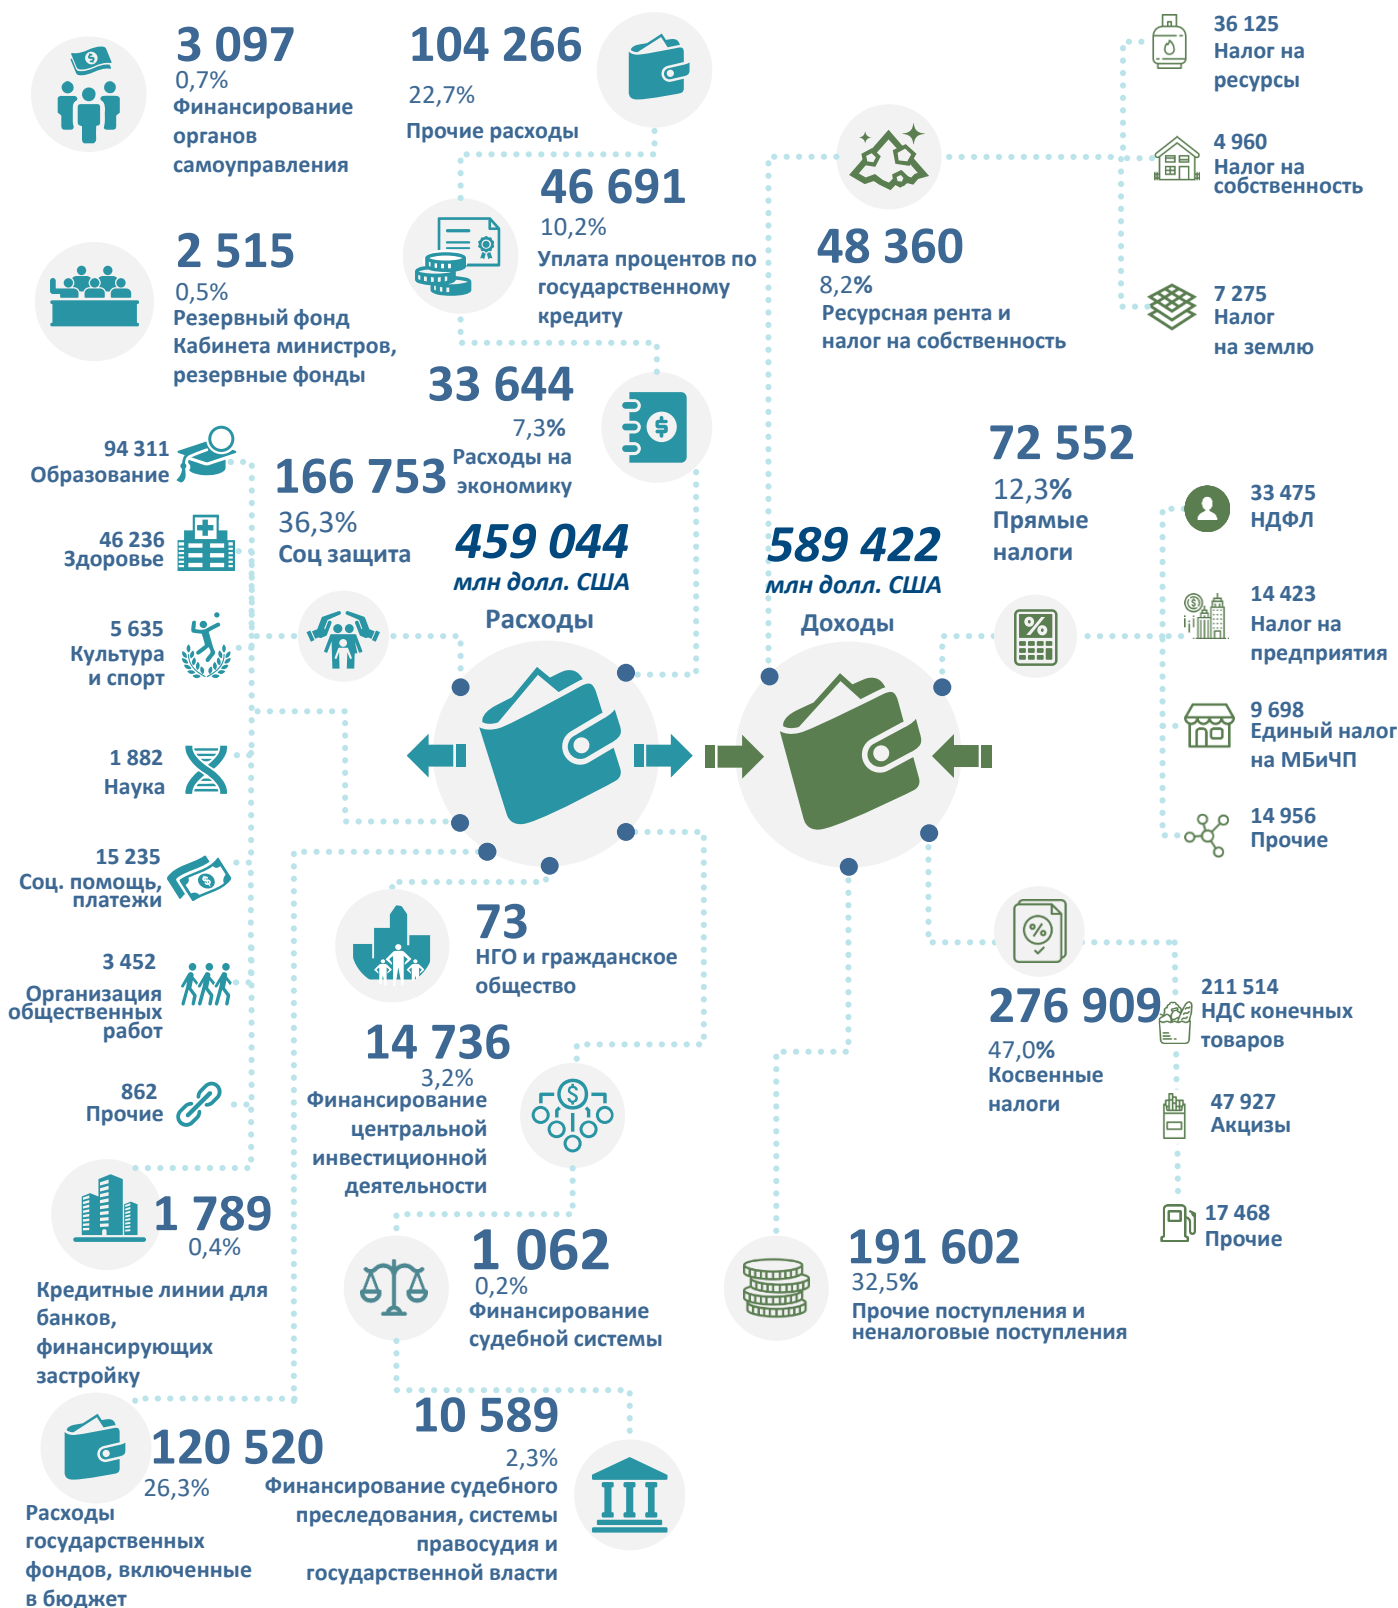 3 097
0,7%
Финансирование
органов
самоуправления
104 266
22,7%
Прочие расходы
2 515
0,5%
Резервный фонд
Кабинета министров,
резервные фонды
46 691
10,2%
Уплата процентов по
государственному
кредиту
33 644
7,3%
Расходы на
экономику
94 311
Образование
46 236
Здоровье
5 635
Культура
и спорт
1 882
Наука
15 235
Соц. помощь,
платежи
3 452
Организация
общественных
работ
862
Прочие
166 753
36,3%
Соц защита
459 044
млн долл. США
Расходы
589 422
млн долл. США
Доходы
48 360
8,2%
Ресурсная рента и
налог на собственность
36 125
Налог на
ресурсы
4 960
Налог на
собственность
7 275
Налог
на землю
72 552
12,3%
Прямые
налоги
33 475
НДФЛ
14 423
Налог на
предприятия
9 698
Единый налог
на МБиЧП
14 956
Прочие
73
НГО и гражданское
общество
14 736
3,2%
Финансирование
центральной
инвестиционной
деятельности
276 909
47,0%
Косвенные
налоги
211 514
НДС конечных
товаров
47 927
Акцизы
17 468
Прочие
1 789
0,4%
Кредитные линии для
банков,
финансирующих
застройку
1 062
0,2%
Финансирование
судебной системы
191 602
32,5%
Прочие поступления и
неналоговые поступления
120 520
26,3%
Расходы
государственных
фондов, включенные
в бюджет
10 589
2,3%
Финансирование судебного
преследования, системы
правосудия и
государственной власти